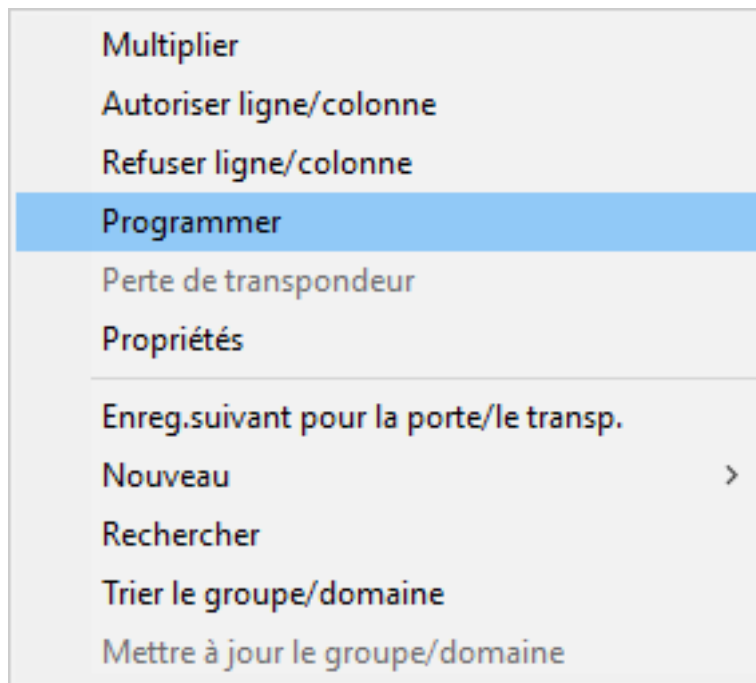 Multiplier
Autoriser ligne/colonne
Refuser ligne/colonne
Programmer
Perte de transpondeur
Propriétés
Enreg.suivant pour la porte/le transp.
Nouveau
Rechercher
Trier le groupe/domaine
Mettre à jour le groupe/domaine